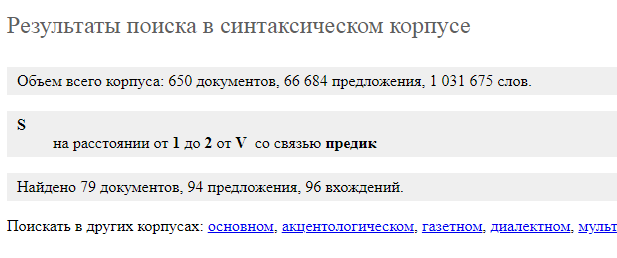 Результаты поиска в синтаксическом корпусе
Объем всего корпуса: 650 документов, 66 684 предложения, 1 031 675 слов.
S
на расстоянии от 1 до 2 от V со связью предик
Найдено 79 документов, 94 предложения, 96 вхождений.
Поискать в других корпусах: основном, акцентологическом, газетном, диалектном, мульт